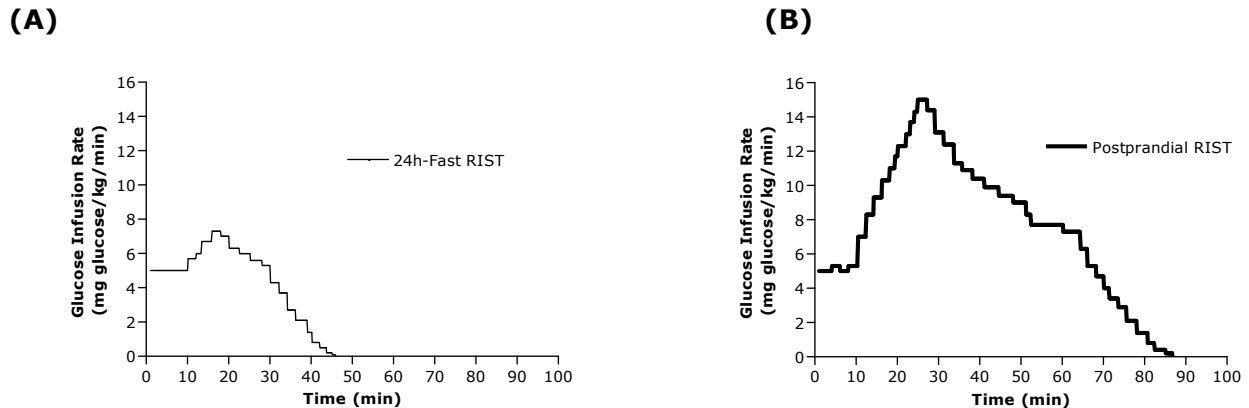 (A)
(B)
16
14
12
10
8
6
4
2
0
Glucose Infusion Rate
(mg glucose/kg/min)
24h-Fast RIST
0 10 20 30 40 50 60 70 80 90 100
Time (min)
16
14
12
10
8
6
4
2
0
Glucose Infusion Rate
(mg glucose/kg/min)
Postprandial RIST
0 10 20 30 40 50 60 70 80 90 100
Time (min)